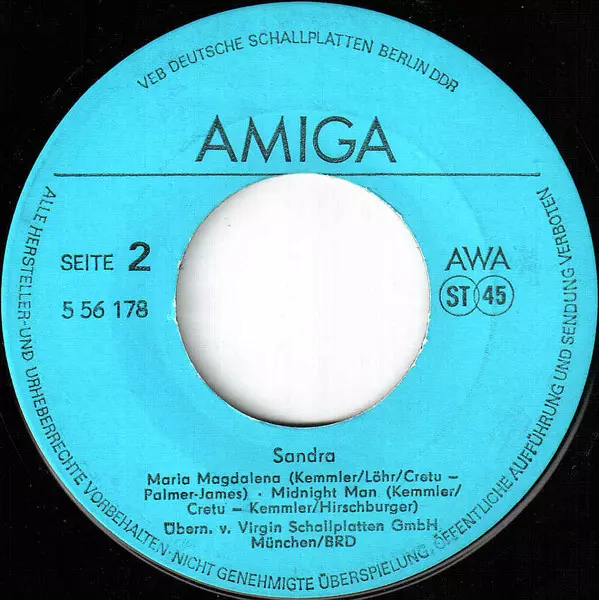 VEB DEUTSCHE SCHALLPLATTEN BERLIN DDR
AMIGA
SEITE 2
5 56 178
AWA
ST 45
Sandra
Maria Magdalena (Kemmler/Löhr/Cretu –
Palmer-James) · Midnight Man (Kemmler/
Cretu – Kemmler/Hirschburger)
Übern. v. Virgin Schallplatten GmbH
München/BRD
ALLE HERSTELLER-UND URHEBERRECHTE VORBEHALTEN · NICHT GENEHMIGTE ÜBERSPIELUNG, ÖFFENTLICHE AUFFÜHRUNG UND SENDUNG VERBOTEN